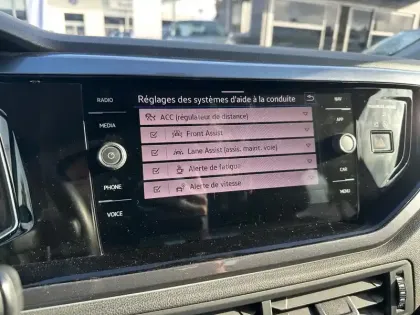 Réglages des systèmes d'aide à la conduite
RADIO
MEDIA
PHONE
VOICE
ACC (régulateur de distance)
Front Assist
Lane Assist (assis. maint. voie)
Alerte de fatigue
Alerte de vitesse
NAV
APP
CAR
MENU